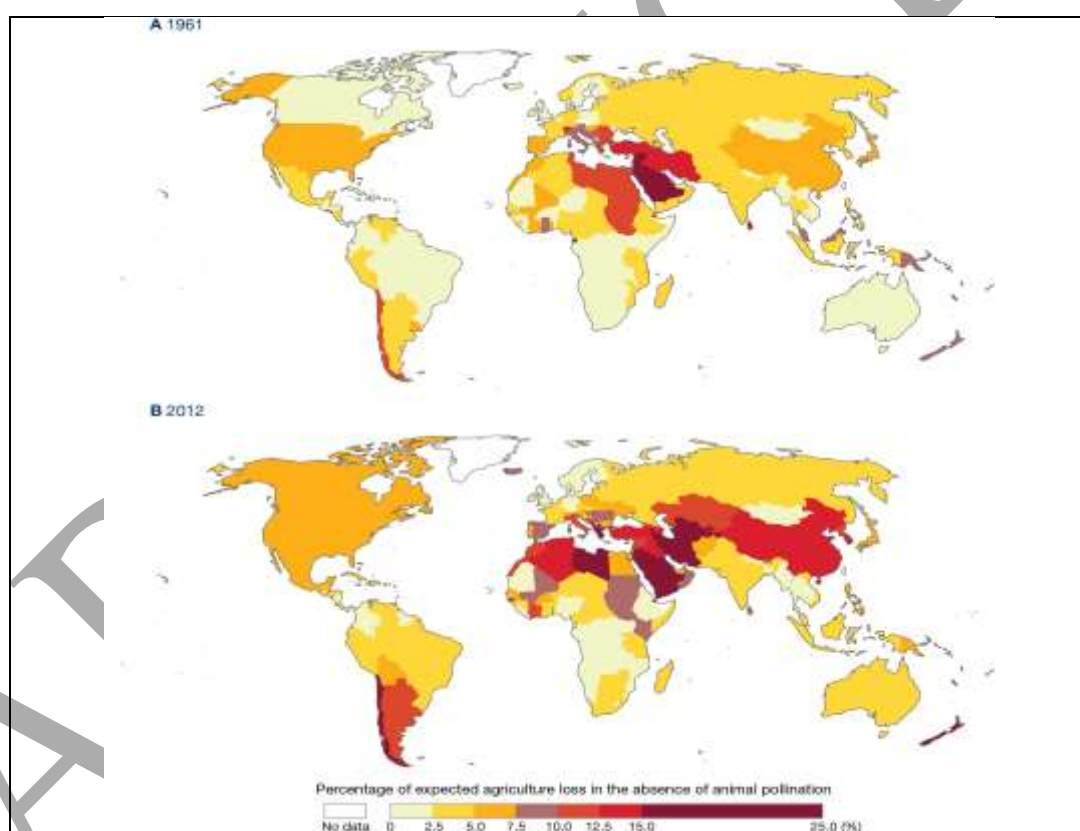 A 1961
B 2012
Percentage of expected agriculture loss in the absence of animal pollination
No data 0 2.5 5.0 7.5 10.0 12.5 15.0 25.0 (%)